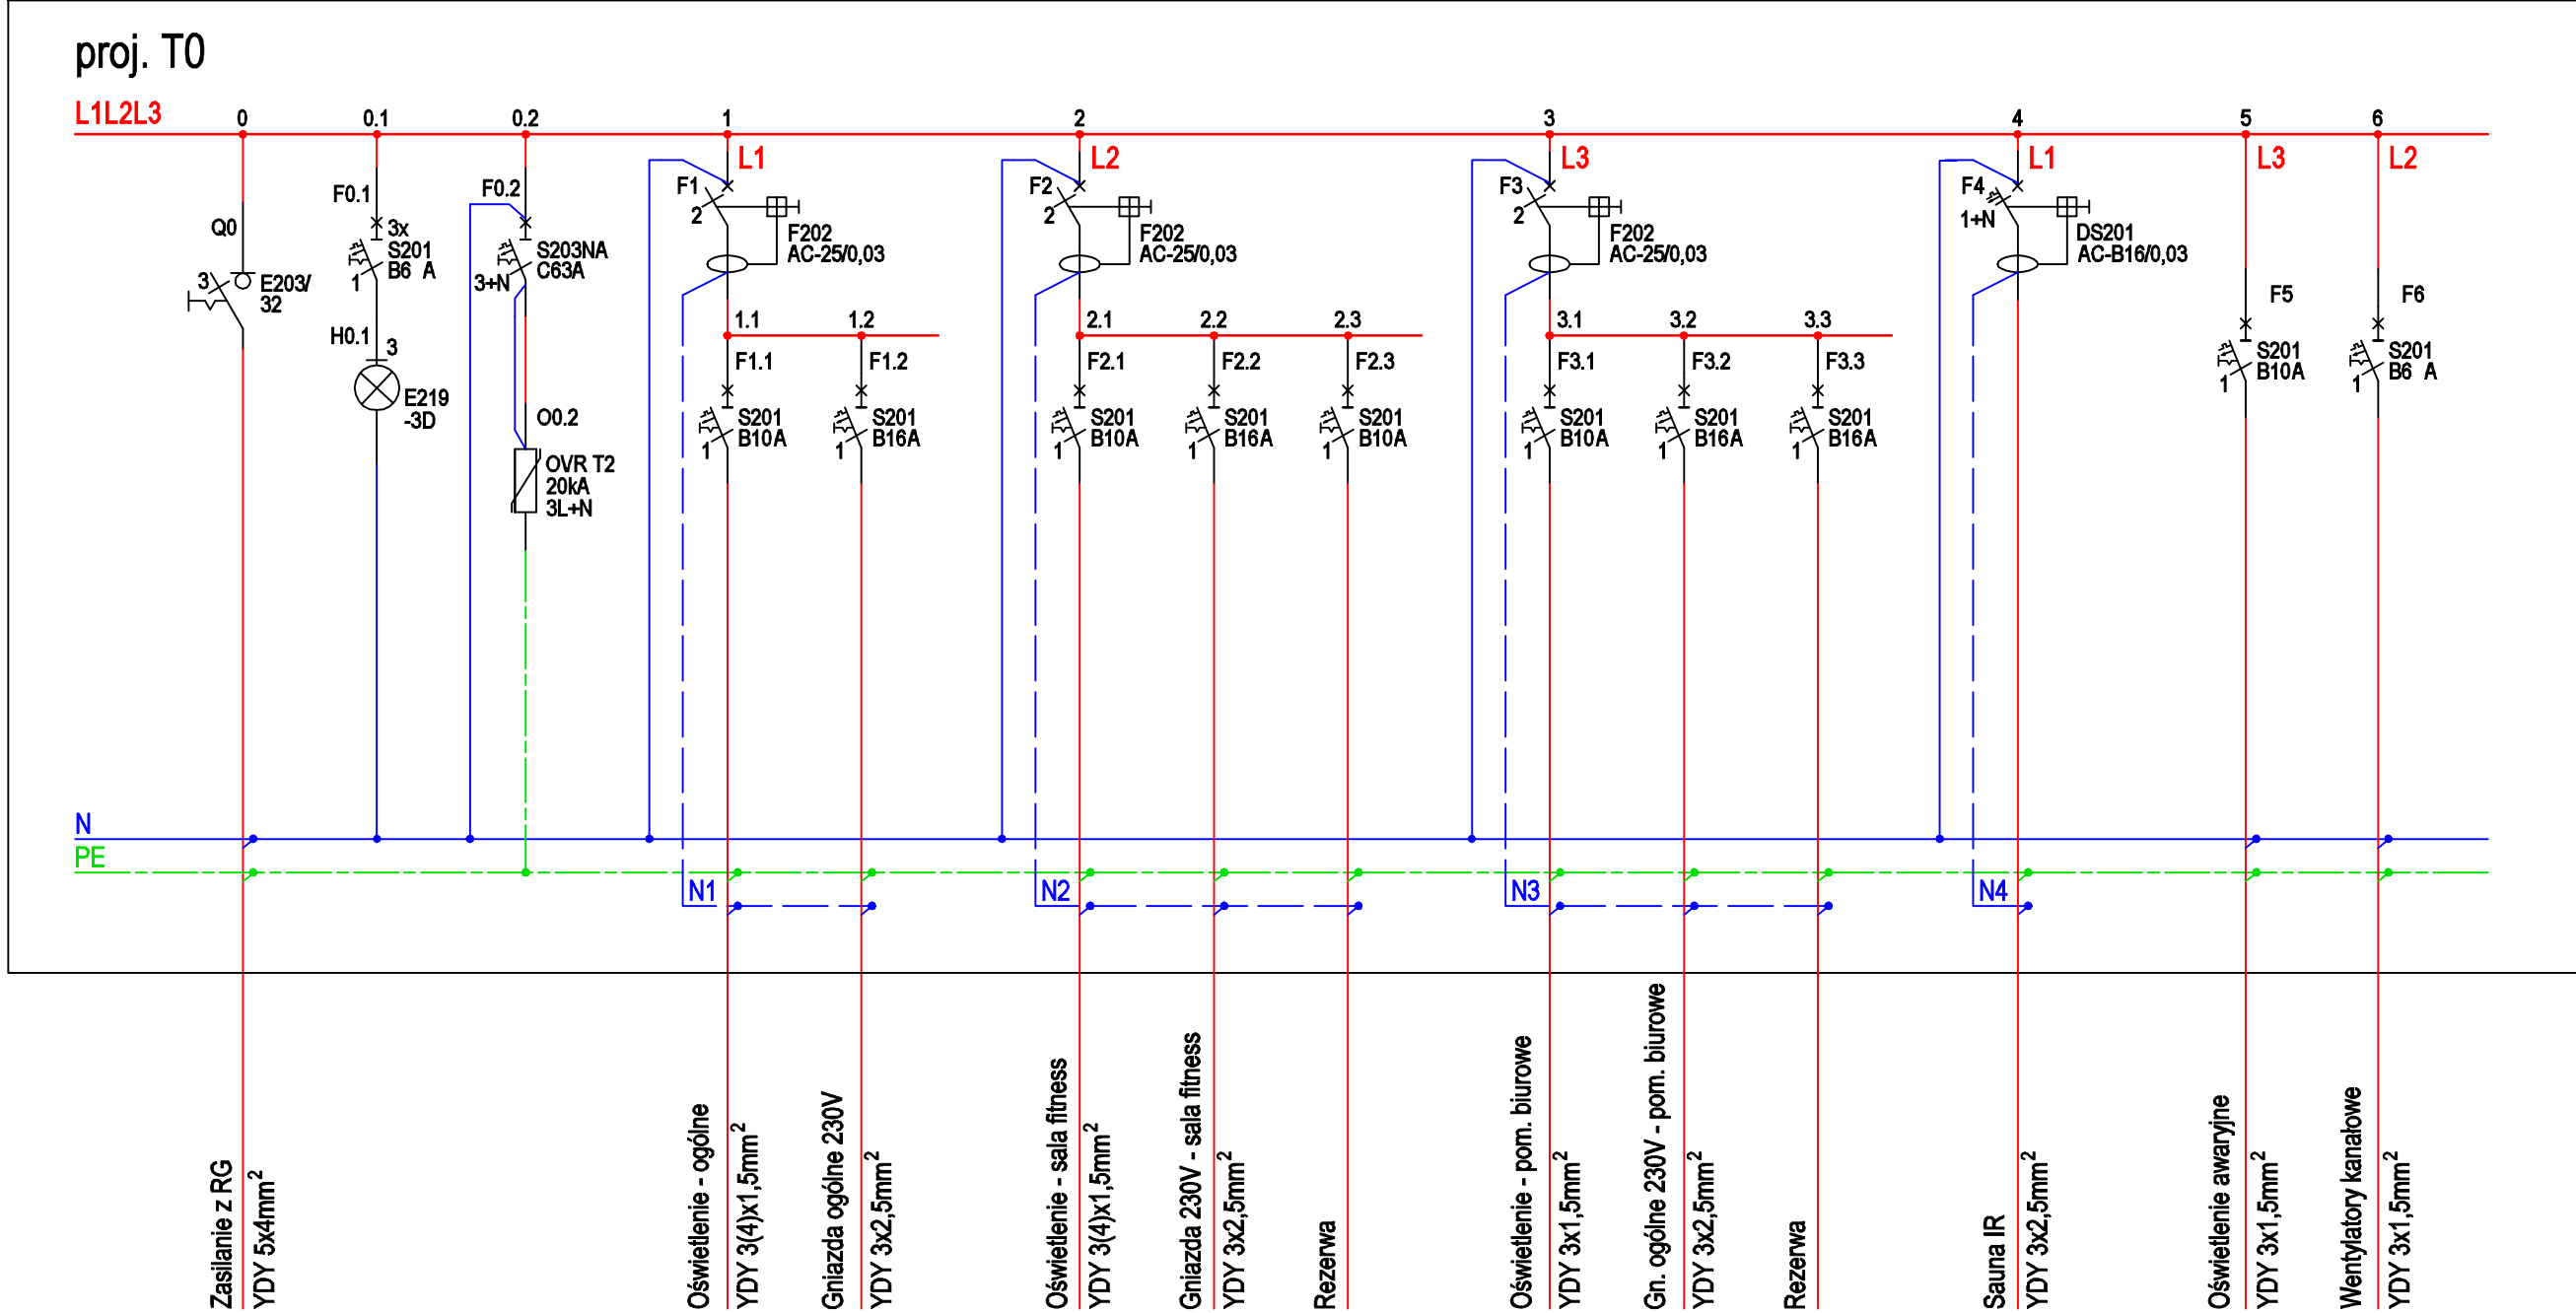 proj. T0
L1L2L3
0
0.1
0.2
1
2
3
4
5
6
L1
L2
L3
L1
L3
L2
Q0
3
E203/
32
F0.1
3x
S201
B6 A
1
H0.1
3
E219
-3D
F0.2
S203NA
C63A
3+N
O0.2
OVR T2
20kA
3L+N
F1
2
F202
AC-25/0,03
1.1
1.2
F1.1
S201
B10A
1
F1.2
S201
B16A
1
F2
2
F202
AC-25/0,03
2.1
2.2
2.3
F2.1
S201
B10A
1
F2.2
S201
B16A
1
F2.3
S201
B10A
1
F3
2
F202
AC-25/0,03
3.1
3.2
3.3
F3.1
S201
B10A
1
F3.2
S201
B16A
1
F3.3
S201
B16A
1
F4
1+N
DS201
AC-B16/0,03
F5
S201
B10A
1
F6
S201
B6 A
1
N
PE
N1
N2
N3
N4
Zasilanie z RG
YDY 5x4mm²
Oświetlenie - ogólne
YDY 3(4)x1,5mm²
Gniazda ogólne 230V
YDY 3x2,5mm²
Oświetlenie - sala fitness
YDY 3(4)x1,5mm²
Gniazda 230V - sala fitness
YDY 3x2,5mm²
Rezerwa
Oświetlenie - pom. biurowe
YDY 3x1,5mm²
Gn. ogólne 230V - pom. biurowe
YDY 3x2,5mm²
Rezerwa
Sauna IR
YDY 3x2,5mm²
Oświetlenie awaryjne
YDY 3x1,5mm²
Wentylatory kanałowe
YDY 3x1,5mm²